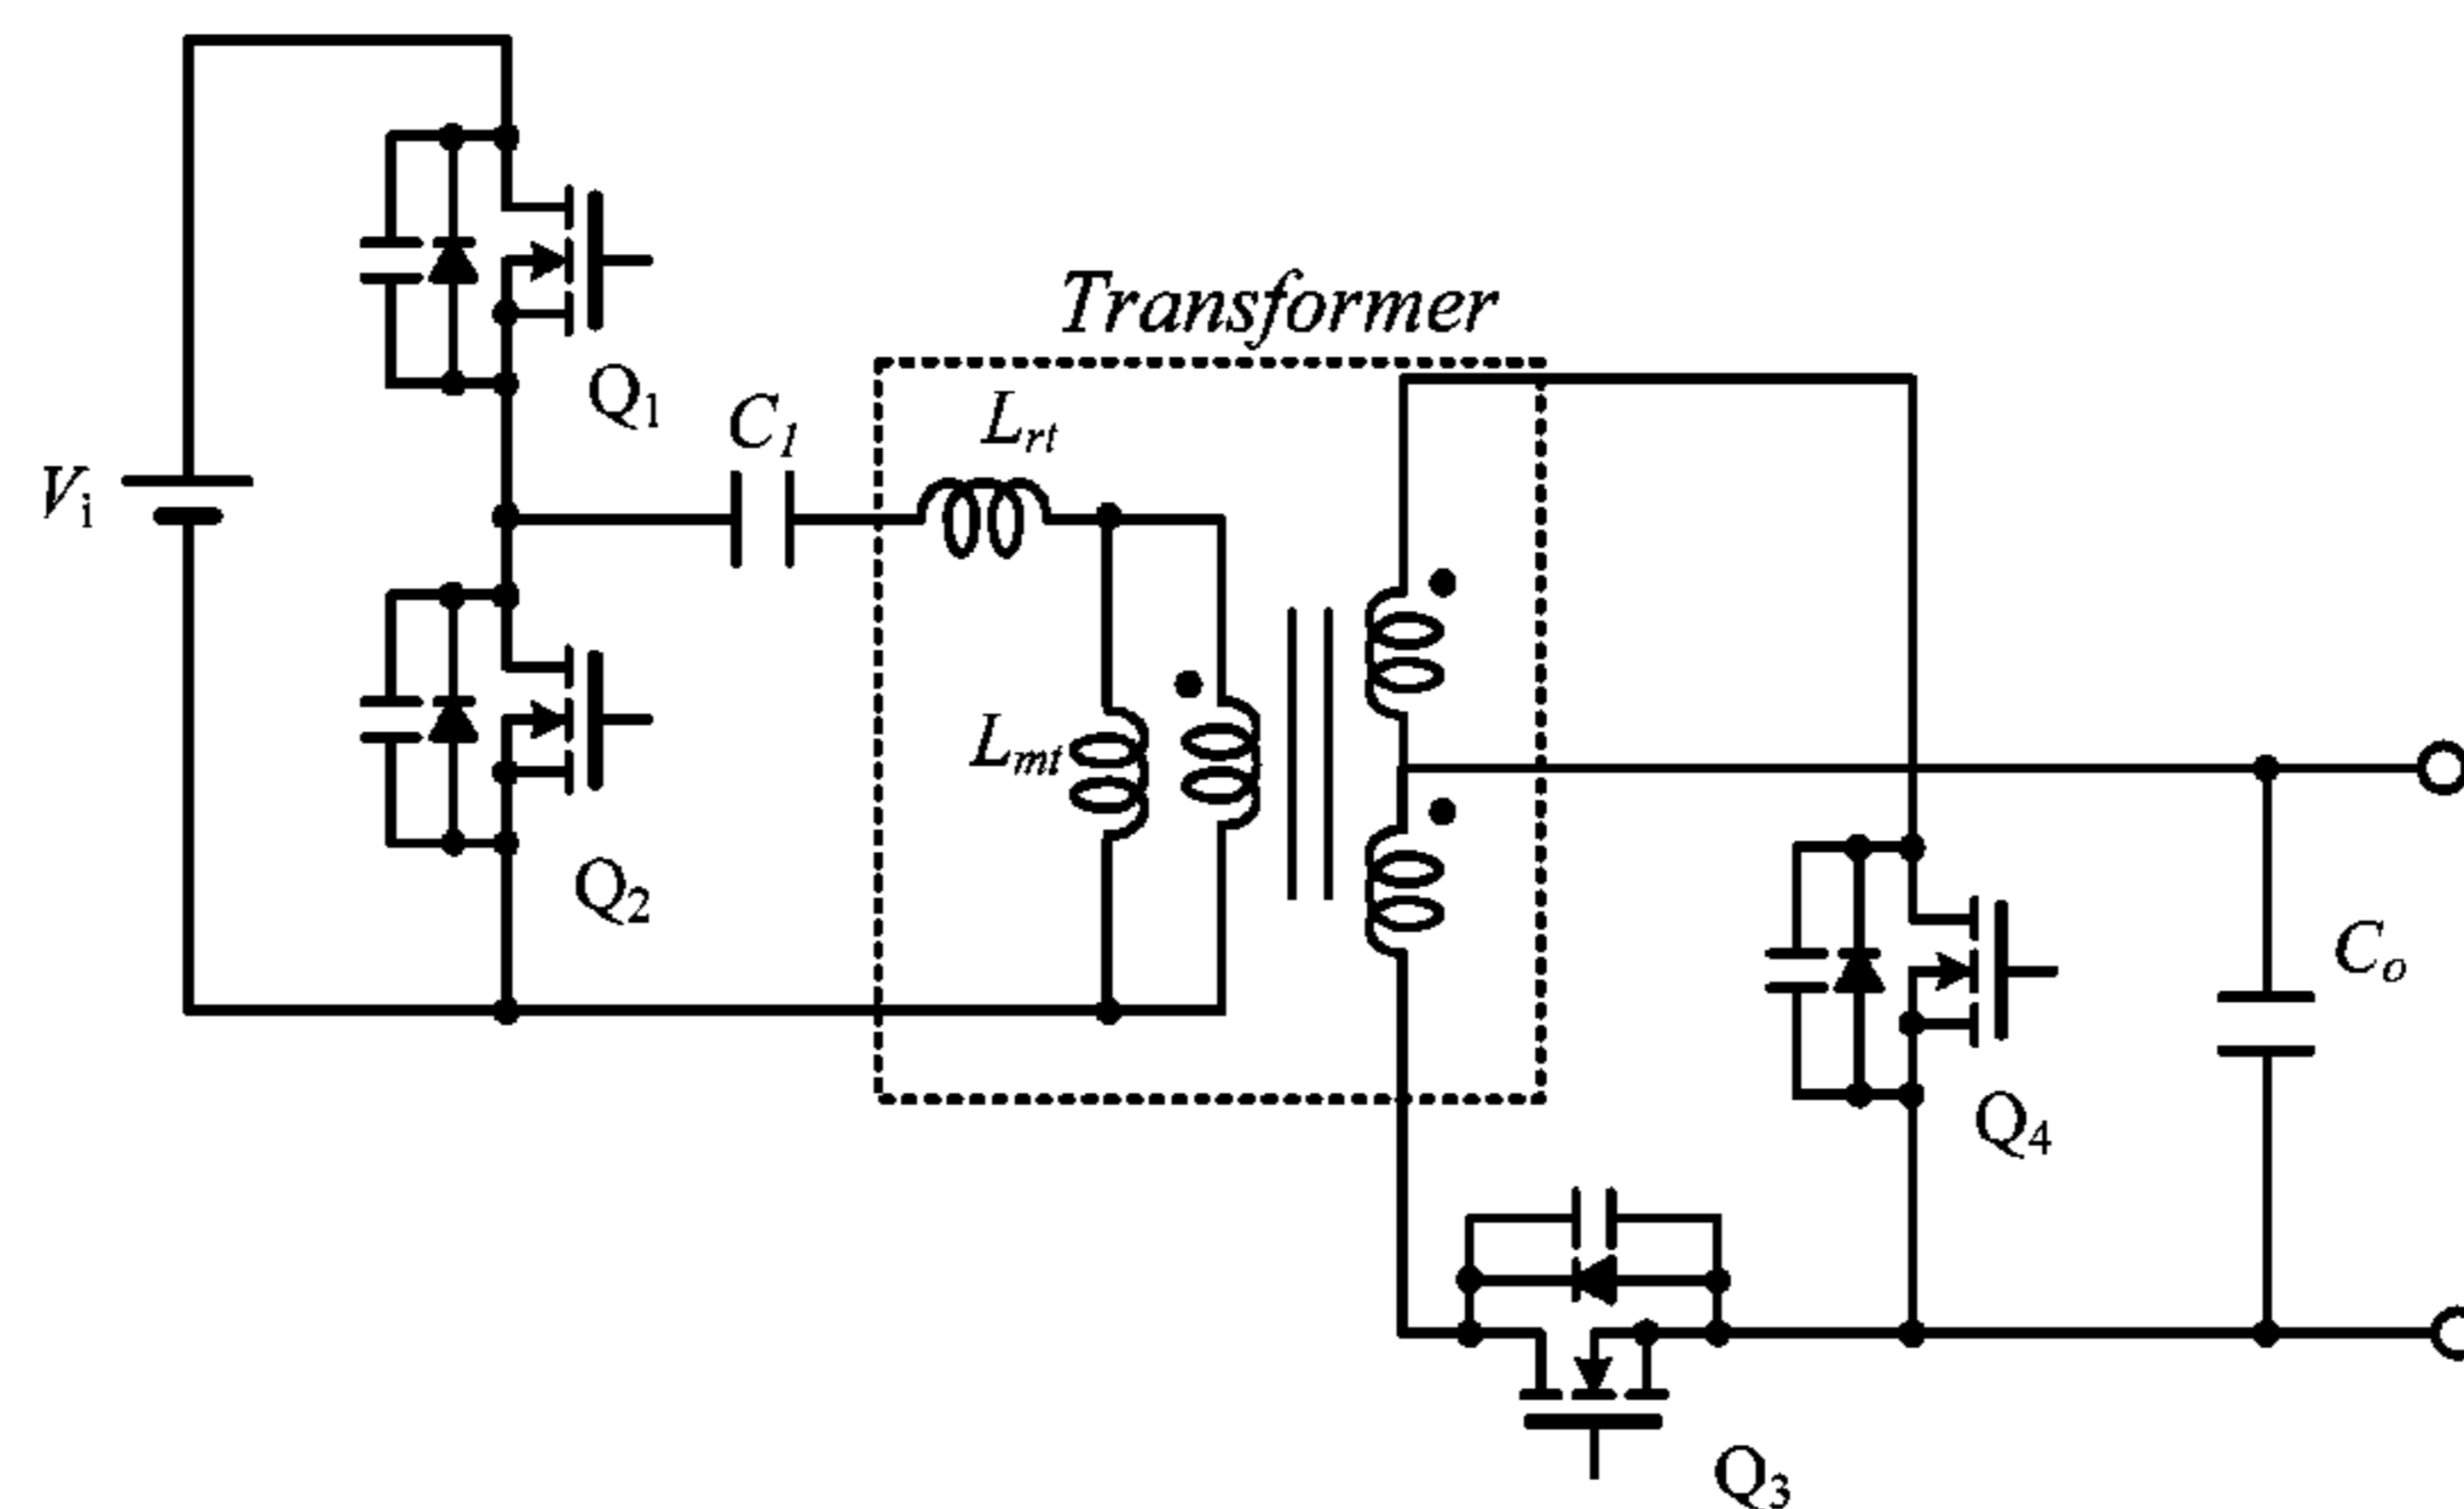 Transformer
Q₁
C₁
Lᵣₜ
Vᵢ
Lₘₜ
Q₂
Cₒ
Q₄
Q₃